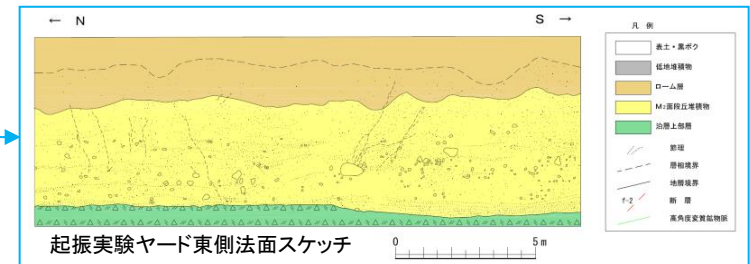 ← N
S →
凡 例
表土・黒ボク
低地堆積物
ローム層
M₂面段丘堆積物
泊層上部層
節理
層相境界
地層境界
f-2 断 層
高角度変質鉱物脈
起振実験ヤード東側法面スケッチ
0 5 m